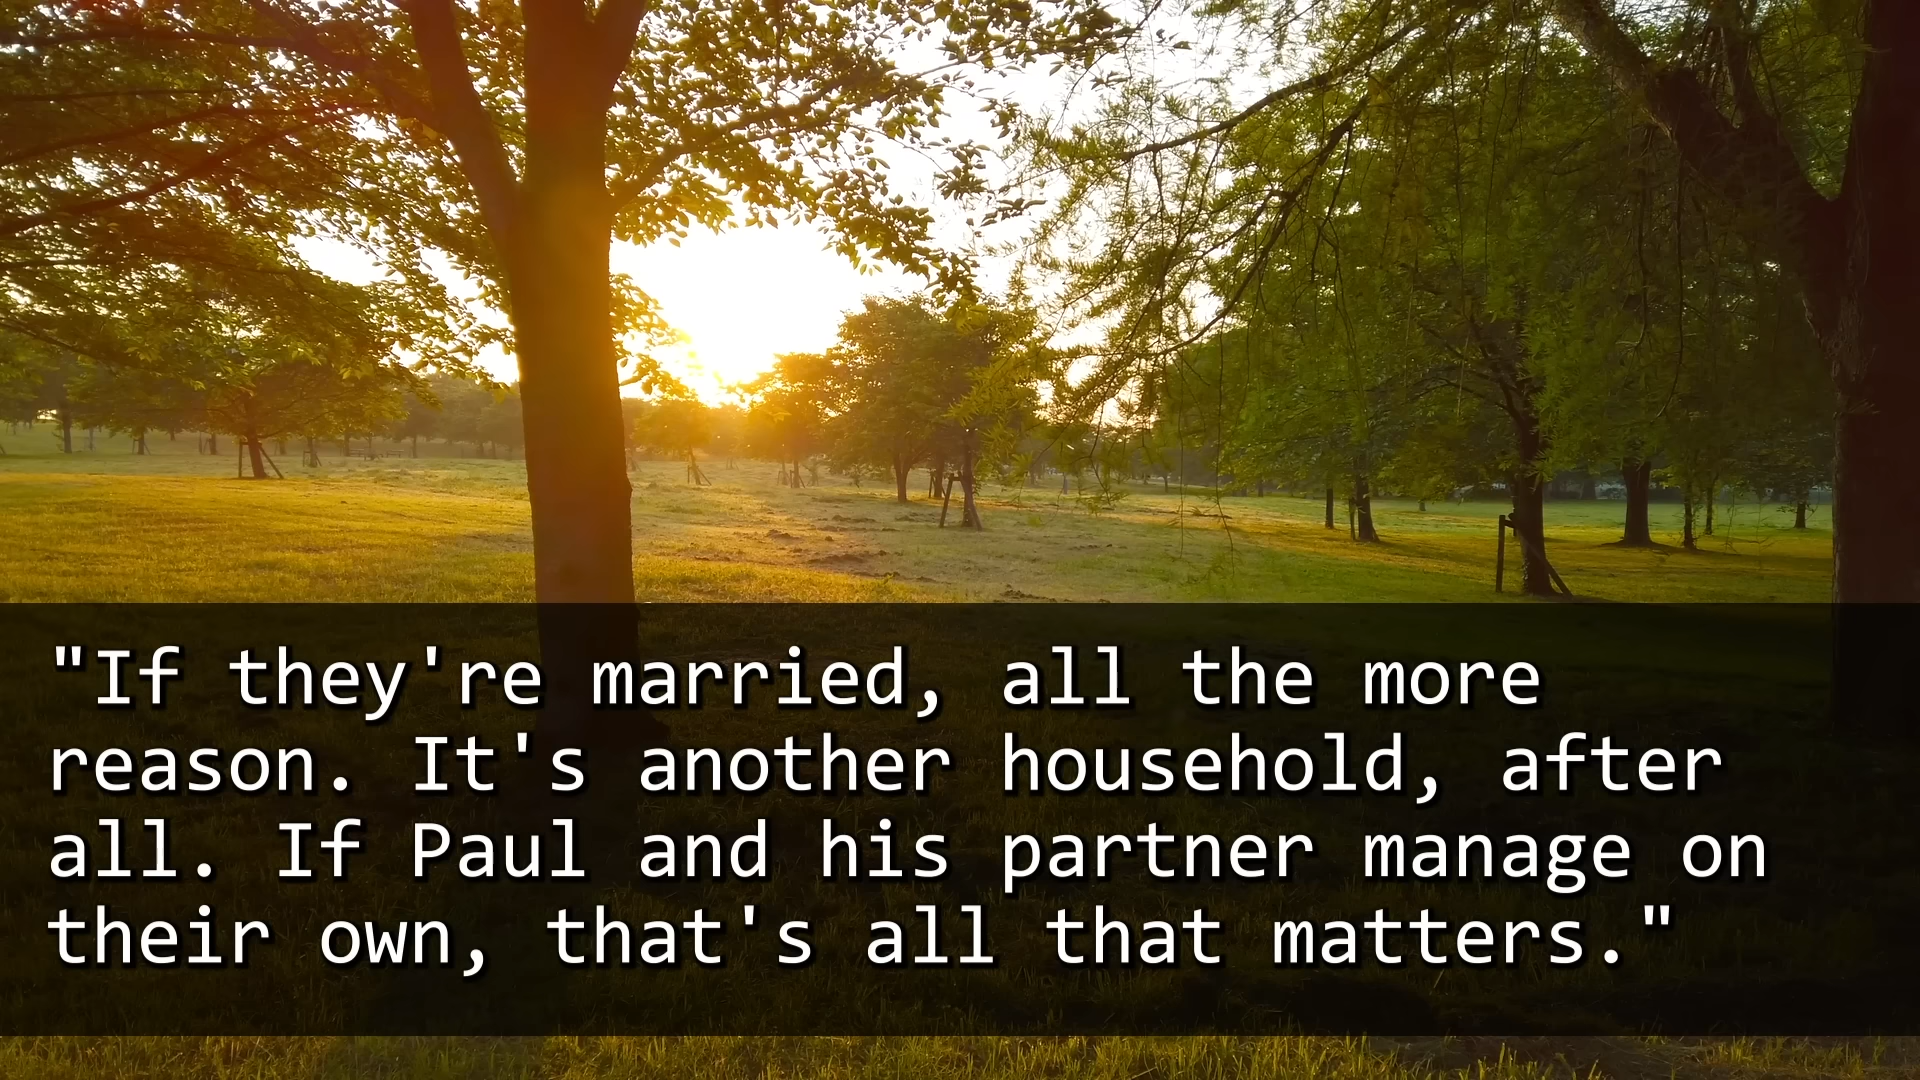 "If they're married, all the more
reason. It's another household, after
all. If Paul and his partner manage on
their own, that's all that matters."